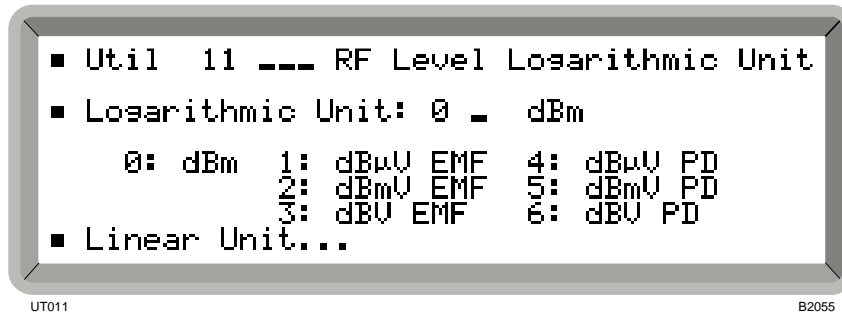 ▪ Util 11 ___ RF Level Logarithmic Unit
▪ Logarithmic Unit: 0 _ dBm
0: dBm 1: dBµV EMF 4: dBµV PD
2: dBmV EMF 5: dBmV PD
3: dBV EMF 6: dBV PD
▪ Linear Unit...
UT011 B2055